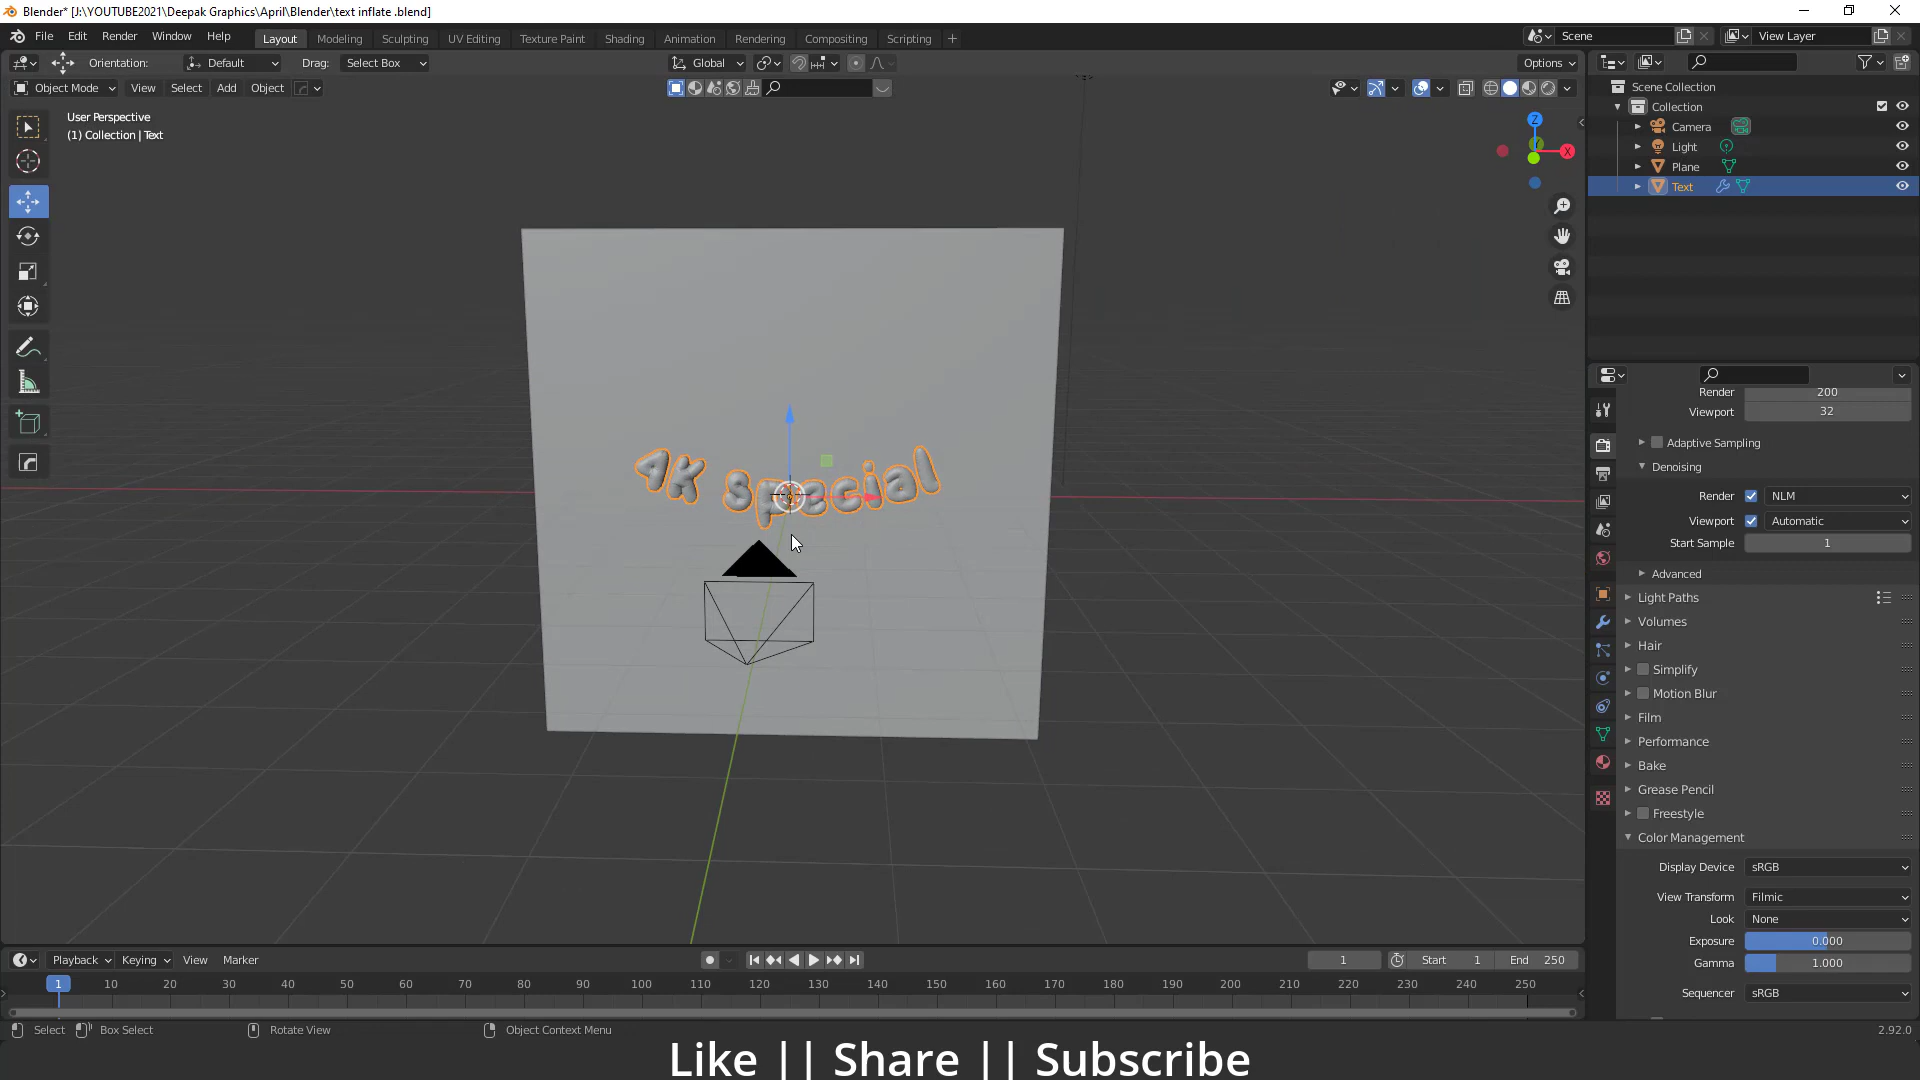 Blender* [J:\YOUTUBE2021\Deepak Graphics\April\Blender\text inflate .blend]
File Edit Render Window Help
Layout Modeling Sculpting UV Editing Texture Paint Shading Animation Rendering Compositing Scripting +
Scene
View Layer
Orientation: Default Drag: Select Box
Global
Options
Object Mode View Select Add Object
User Perspective
(1) Collection | Text
Z
Y
X
4k special
Scene Collection
Collection
Camera
Light
Plane
Text
Render 200
Viewport 32
Adaptive Sampling
Denoising
Render NLM
Viewport Automatic
Start Sample 1
Advanced
Light Paths
Volumes
Hair
Simplify
Motion Blur
Film
Performance
Bake
Grease Pencil
Freestyle
Color Management
Display Device sRGB
View Transform Filmic
Look None
Exposure 0.000
Gamma 1.000
Sequencer sRGB
Playback Keying View Marker
1 Start 1 End 250
1 10 20 30 40 50 60 70 80 90 100 110 120 130 140 150 160 170 180 190 200 210 220 230 240 250
Select Box Select Rotate View Object Context Menu
2.92.0
Like || Share || Subscribe